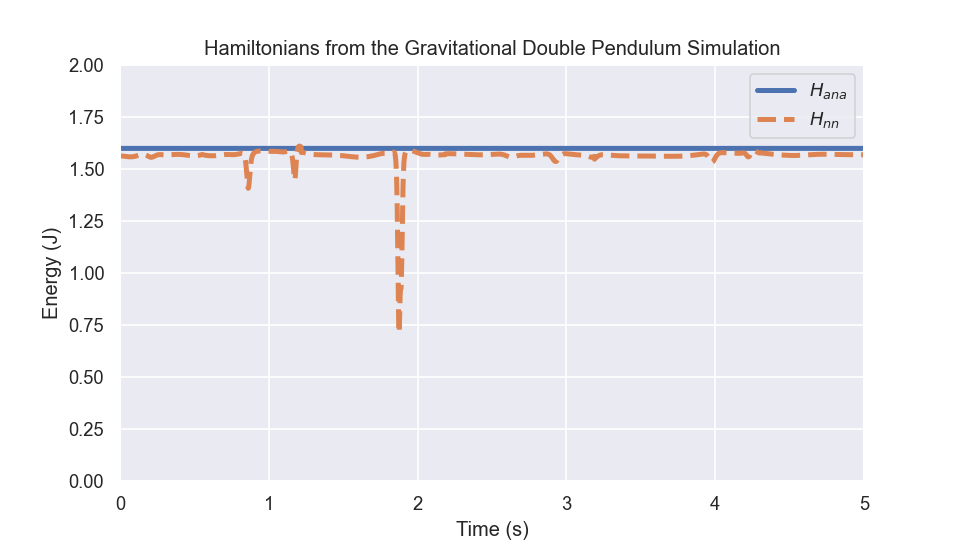 Hamiltonians from the Gravitational Double Pendulum Simulation
2.00
1.75
1.50
1.25
1.00
0.75
0.50
0.25
0.00
Energy (J)
H_ana
H_nn
0 1 2 3 4 5
Time (s)